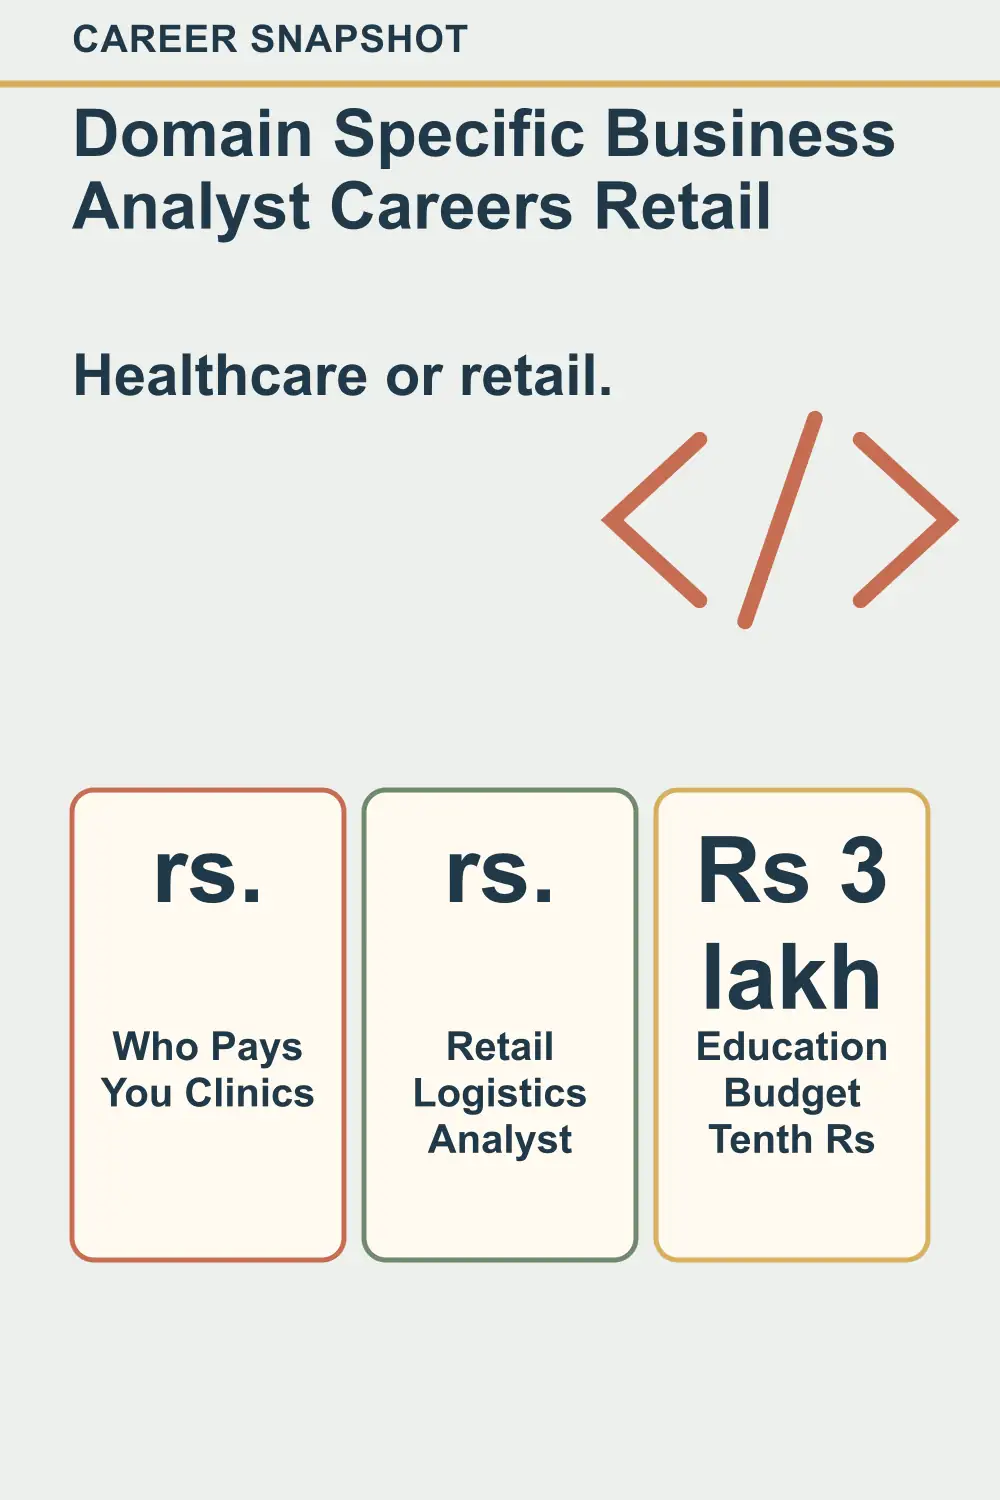 CAREER SNAPSHOT
Domain Specific Business
Analyst Careers Retail
Healthcare or retail.
rs.
Who Pays
You Clinics
rs.
Retail
Logistics
Analyst
Rs 3
lakh
Education
Budget
Tenth Rs